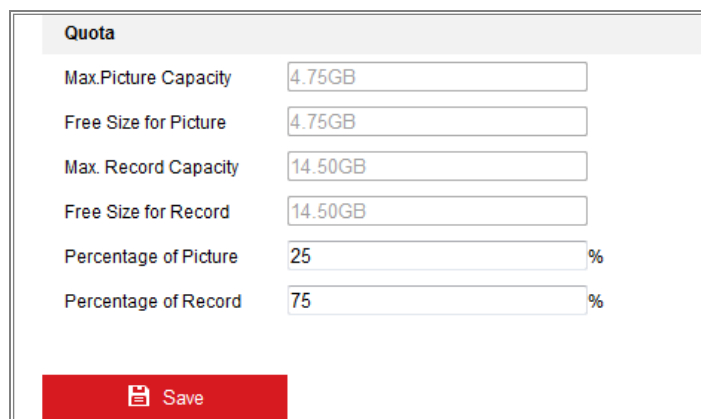 Quota
Max.Picture Capacity 4.75GB
Free Size for Picture 4.75GB
Max. Record Capacity 14.50GB
Free Size for Record 14.50GB
Percentage of Picture 25 %
Percentage of Record 75 %
Save